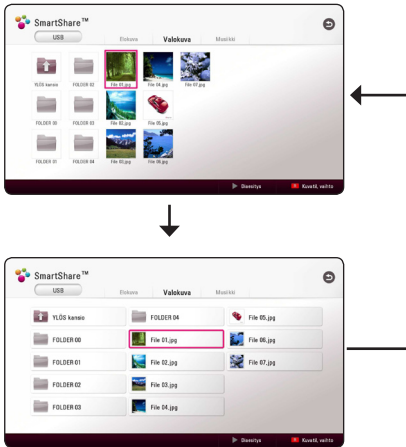 SmartShare™
USB Elokuva Valokuva Musiikki
YLÖS kansio FOLDER 02 File 01.jpg File 04.jpg File 07.jpg
FOLDER 00 FOLDER 03 File 02.jpg File 05.jpg
FOLDER 01 FOLDER 04 File 03.jpg File 06.jpg
Diaesitys Kuvatil. vaihto
SmartShare™
USB Elokuva Valokuva Musiikki
YLÖS kansio FOLDER 04 File 05.jpg
FOLDER 00 File 01.jpg File 06.jpg
FOLDER 01 File 02.jpg File 07.jpg
FOLDER 02 File 03.jpg
FOLDER 03 File 04.jpg
Diaesitys Kuvatil. vaihto